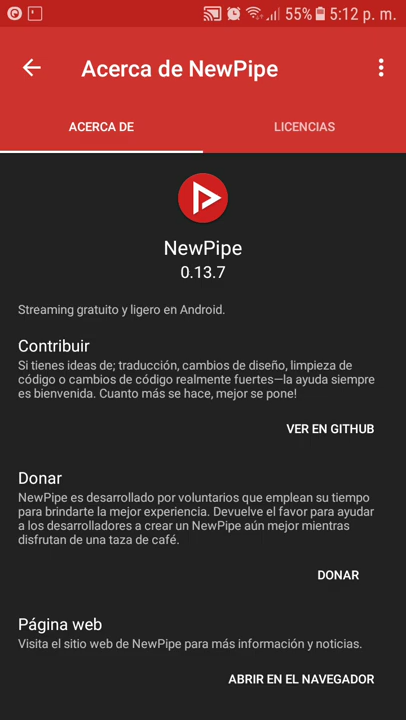 55% 5:12 p. m.
Acerca de NewPipe
ACERCA DE
LICENCIAS
NewPipe
0.13.7
Streaming gratuito y ligero en Android.
Contribuir
Si tienes ideas de; traducción, cambios de diseño, limpieza de
código o cambios de código realmente fuertes—la ayuda siempre
es bienvenida. Cuanto más se hace, mejor se pone!
VER EN GITHUB
Donar
NewPipe es desarrollado por voluntarios que emplean su tiempo
para brindarte la mejor experiencia. Devuelve el favor para ayudar
a los desarrolladores a crear un NewPipe aún mejor mientras
disfrutan de una taza de café.
DONAR
Página web
Visita el sitio web de NewPipe para más información y noticias.
ABRIR EN EL NAVEGADOR